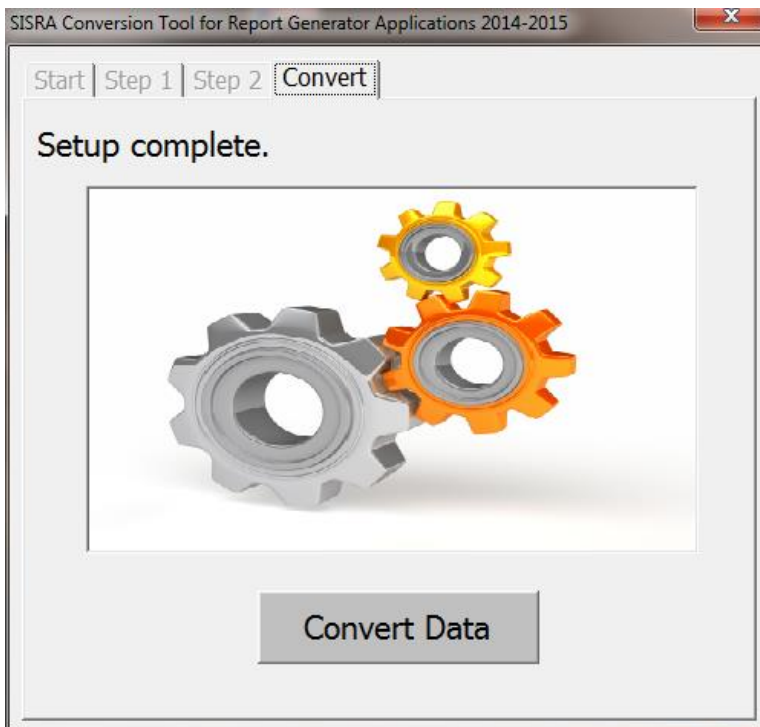 SISRA Conversion Tool for Report Generator Applications 2014-2015
Start Step 1 Step 2 Convert
Setup complete.
Convert Data